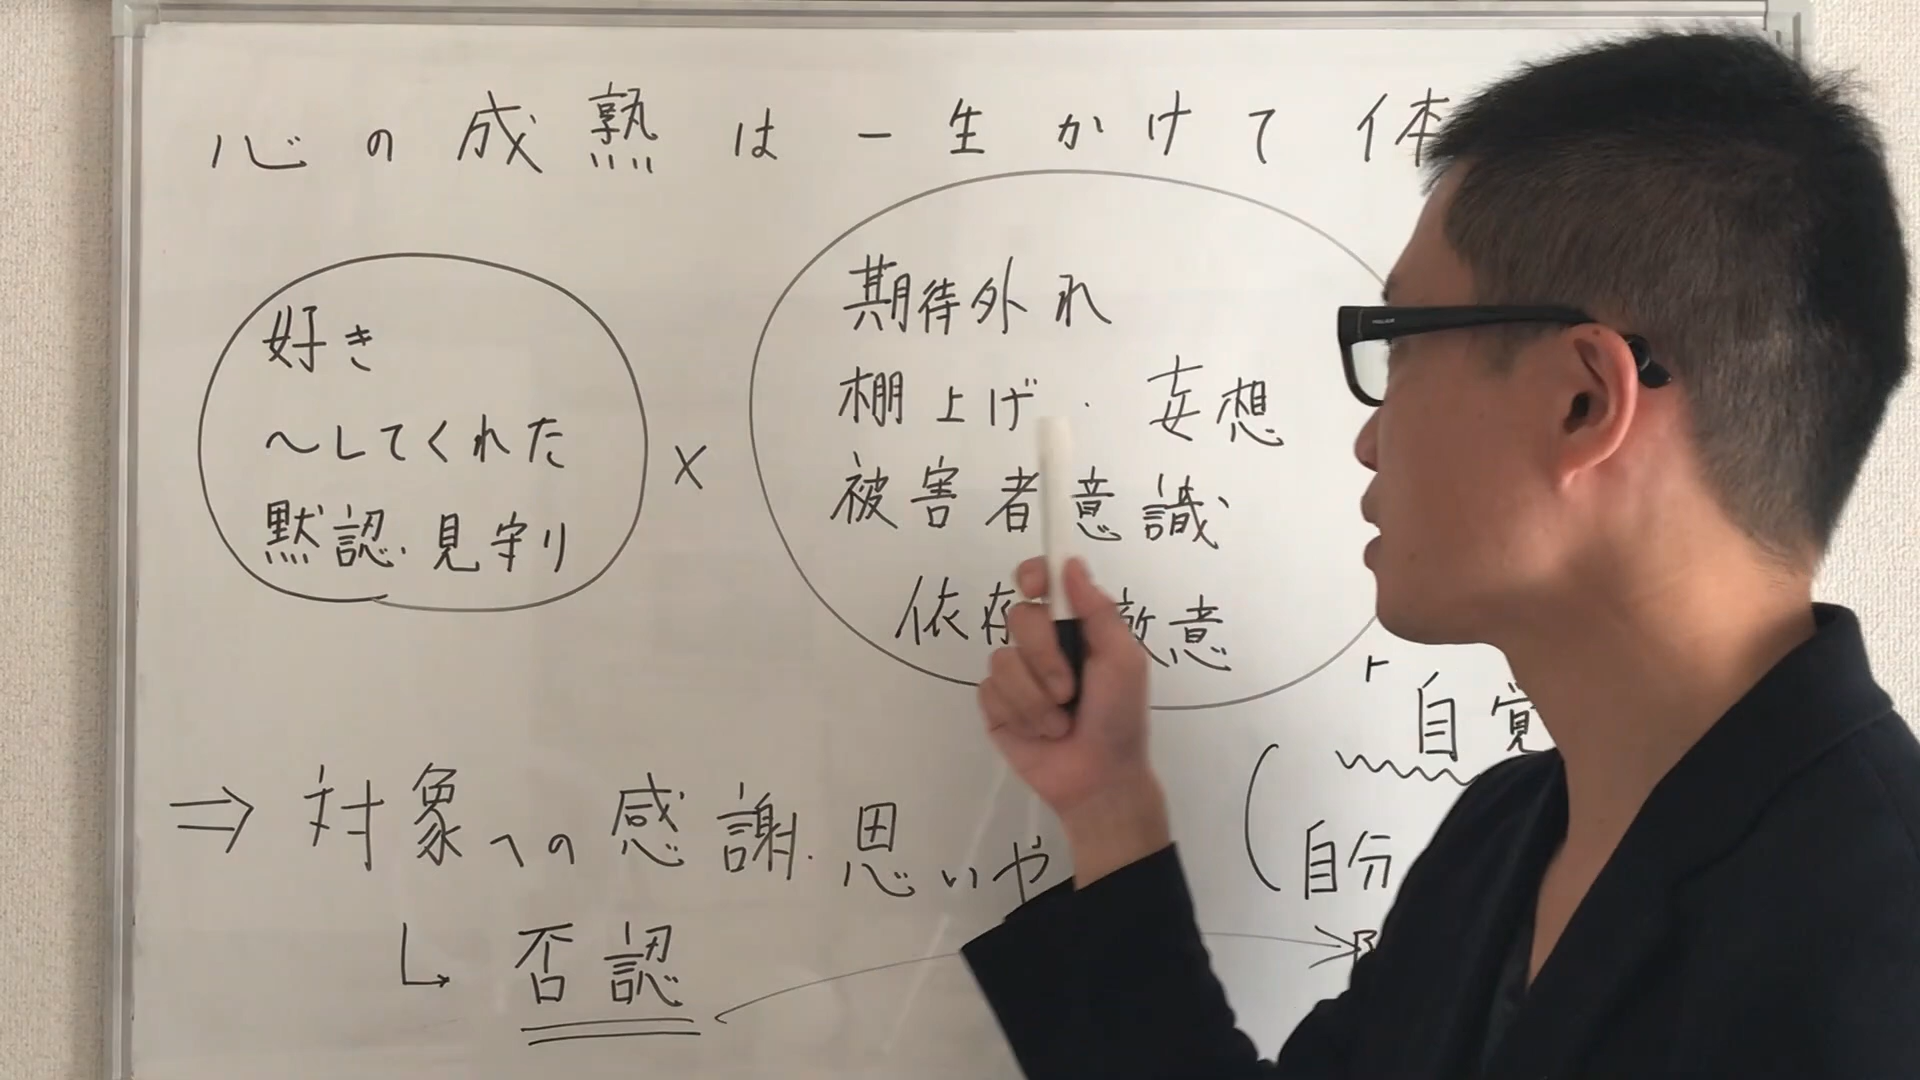 心の成熟は一生かけて体
好き
〜してくれた
黙認・見守り
×
期待外れ
棚上げ・妄想
被害者意識
依存 敵意
自覚
⇒対象への感謝・思いや
自分
否認